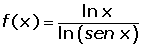 f(x) = ln x / ln (sen x)